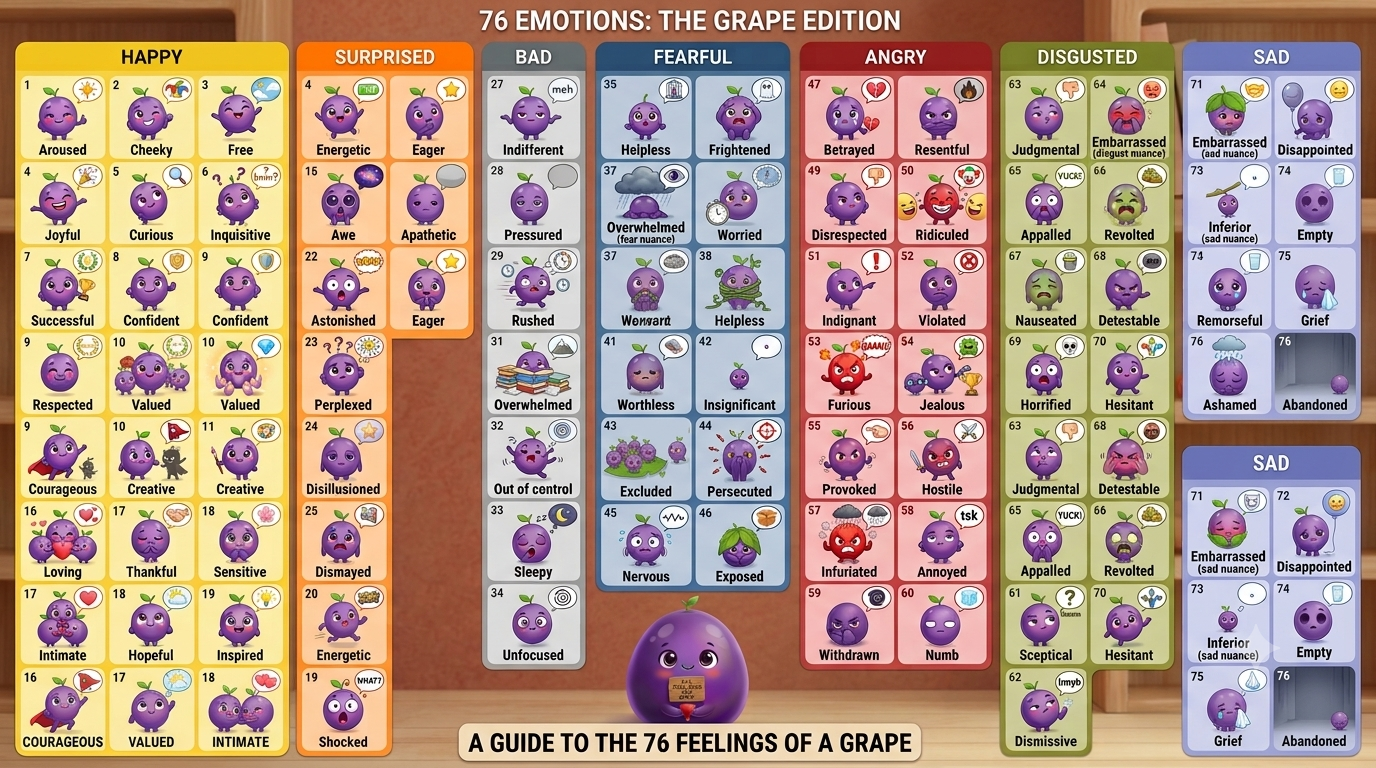 76 EMOTIONS: THE GRAPE EDITION
HAPPY
1
Aroused
2
Cheeky
3
Free
4
Joyful
5
Curious
6
hnim?
Inquisitive
7
Successful
8
Confident
9
Confident
9
Respected
10
Valued
10
Valued
9
Courageous
10
Creative
11
Creative
16
Loving
17
Thankful
18
Sensitive
17
Intimate
18
Hopeful
19
Inspired
16
COURAGEOUS
17
VALUED
18
INTIMATE
SURPRISED
4
Energetic
Eager
15
Awe
Apathetic
22
Astonished
Eager
23
Perplexed
24
Disillusioned
25
Dismayed
20
Energetic
19
WHA??
Shocked
BAD
27
meh
Indifferent
28
Pressured
29
Rushed
31
Overwhelmed
32
Out of control
33
Sleepy
34
Unfocused
FEARFUL
35
Helpless
Frightened
37
Overwhelmed
(fear nuance)
Worried
37
38
Helpless
41
Worthless
42
Insignificant
43
Excluded
44
Persecuted
45
Nervous
46
Exposed
ANGRY
47
Betrayed
Resentful
49
Disrespected
50
Ridiculed
51
!
Indignant
52
Violated
53
Furious
54
Jealous
55
Provoked
56
Hostile
57
Infuriated
58
tsk
Annoyed
59
Withdrawn
60
Numb
DISGUSTED
63
Judgmental
64
Embarrassed
(diegust nuance)
65
YUCKE
Appalled
66
Revolted
67
Nauseated
68
Detestable
69
Horrified
70
Hesitant
63
Judgmental
68
Detestable
65
YUCK!
Appalled
66
Revolted
61
?
Sceptical
70
Hesitant
62
Irmyb
Dismissive
SAD
71
Embarrassed
(aad nuance)
Disappointed
73
Inferior
(sad nuance)
74
Empty
74
Remorseful
75
Grief
76
Ashamed
76
Abandoned
SAD
71
Embarrassed
(sad nuance)
72
Disappointed
73
Inferior
(sad nuance)
74
Empty
75
Grief
76
Abandoned
A GUIDE TO THE 76 FEELINGS OF A GRAPE